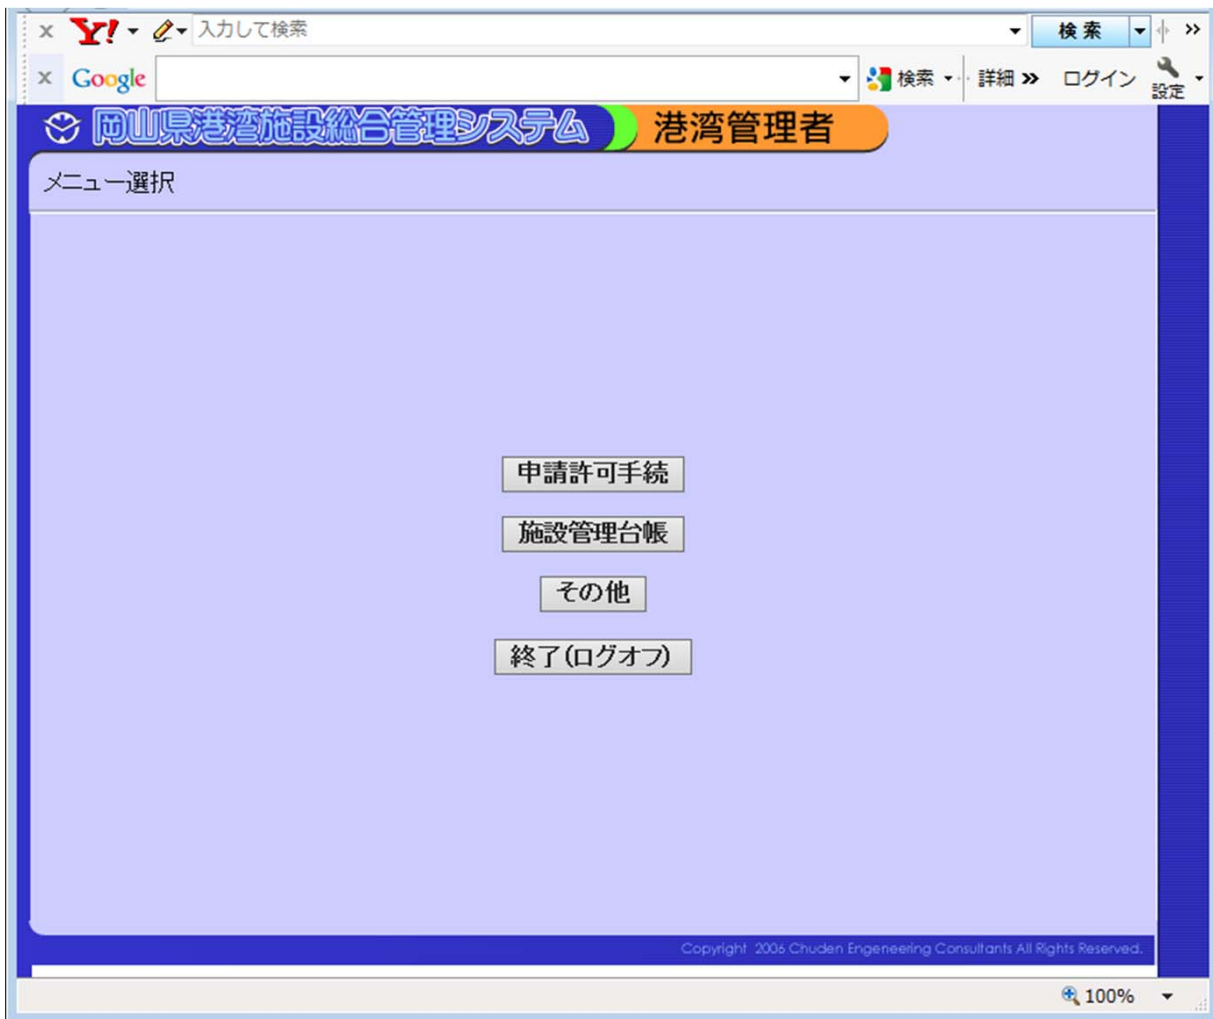 x Y! 入力して検索 検 索 »
x Google 検索 詳細 » ログイン 設定
岡山県港湾施設総合管理システム 港湾管理者
メニュー選択
申請許可手続
施設管理台帳
その他
終了(ログオフ)
Copyright 2006 Chuden Engeneering Consultants All Rights Reserved.
100%